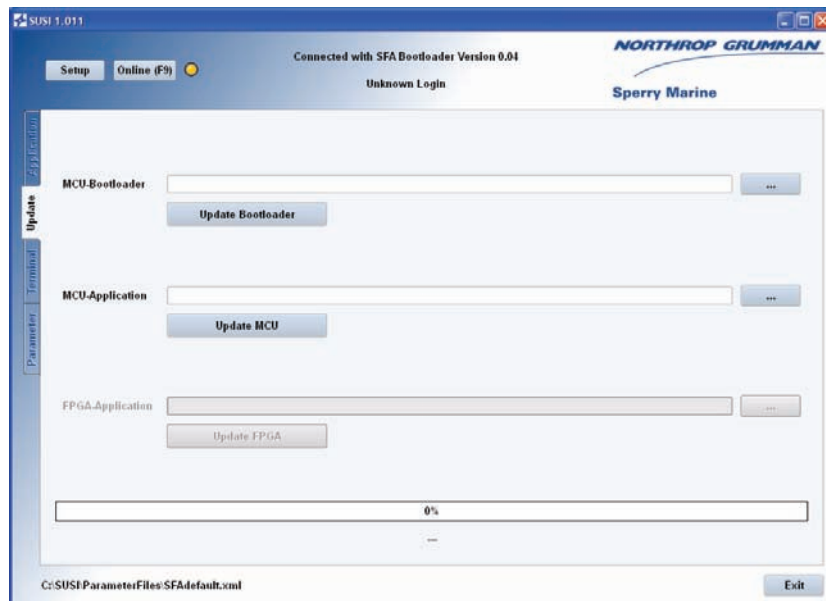 SUSI 1.011
Setup
Online (F9)
Connected with SFA Bootloader Version 0.04
Unknown Login
NORTHROP GRUMMAN
Sperry Marine
Application
Update
Terminal
Parameter
MCU-Bootloader
...
Update Bootloader
MCU-Application
...
Update MCU
FPGA-Application
...
Update FPGA
0%
---
C:\SUSI\ParameterFiles\SFAdefault.xml
Exit